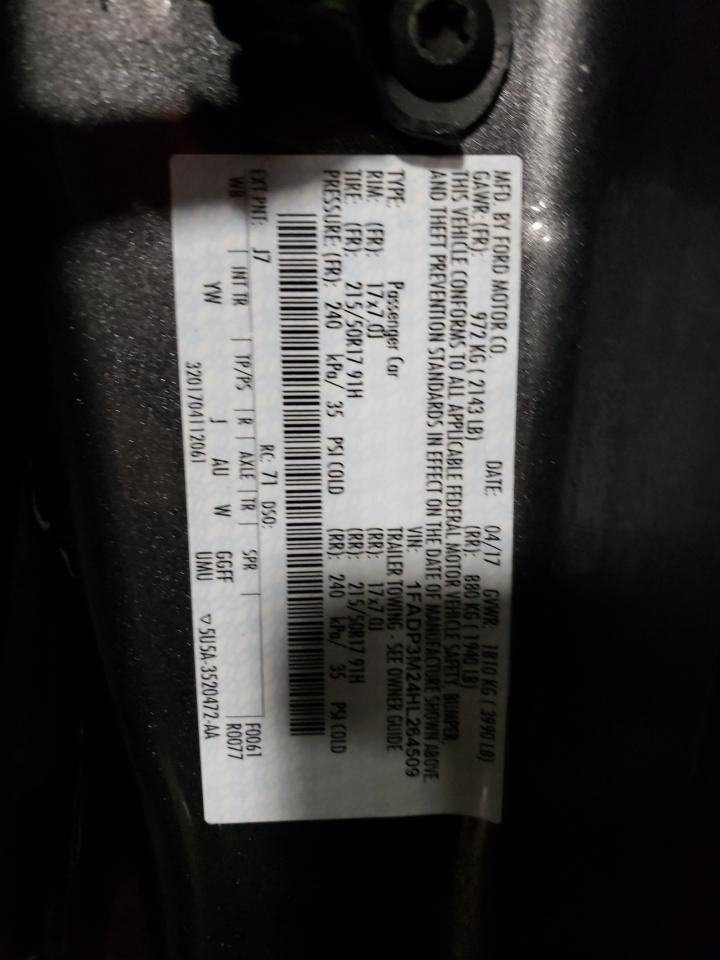 MFD. BY FORD MOTOR CO.
DATE: 04/17 GVWR: 1810 KG ( 3990 LB)
GAWR: (FR): 972 KG ( 2143 LB) (RR): 880 KG ( 1940 LB)
THIS VEHICLE CONFORMS TO ALL APPLICABLE FEDERAL MOTOR VEHICLE SAFETY, BUMPER,
AND THEFT PREVENTION STANDARDS IN EFFECT ON THE DATE OF MANUFACTURE SHOWN ABOVE
VIN: 1FADP3M24HL264509
TYPE: Passenger Car TRAILER TOWING - SEE OWNER GUIDE
RIM: (FR): 17x7.0J (RR): 17x7.0J
TIRE: (FR): 215/50R17 91H (RR): 215/50R17 91H
PRESSURE: (FR): 240 kPa/ 35 PSI COLD (RR): 240 kPa/ 35 PSI COLD
EXT PNT: J7 RC: 71 DSO: F0061
WB | INT TR | TP/PS | R | AXLE | TR | SPR | R0077
YW J AU W GGFF
320170411206​1 UMU ▽5U5A-3520472-AA